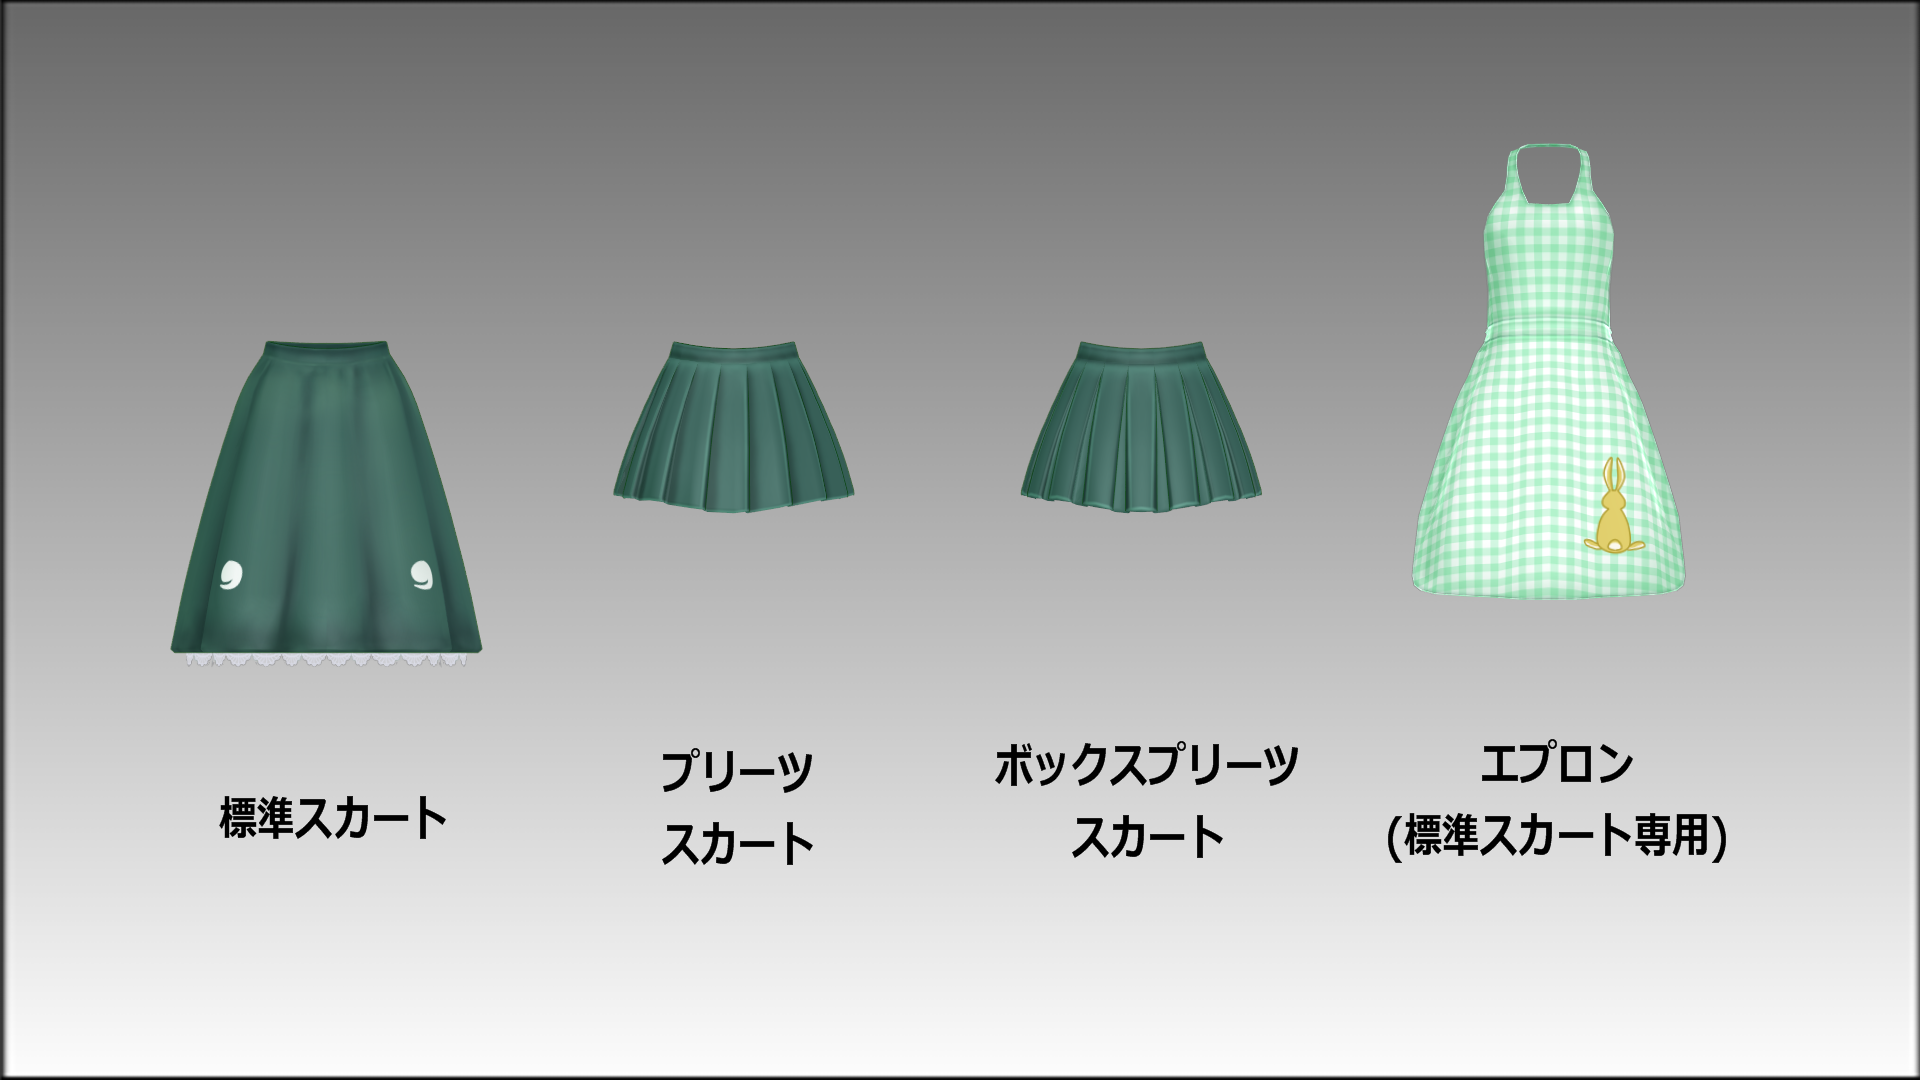 標準スカート
プリーツ
スカート
ボックスプリーツ
スカート
エプロン
(標準スカート専用)